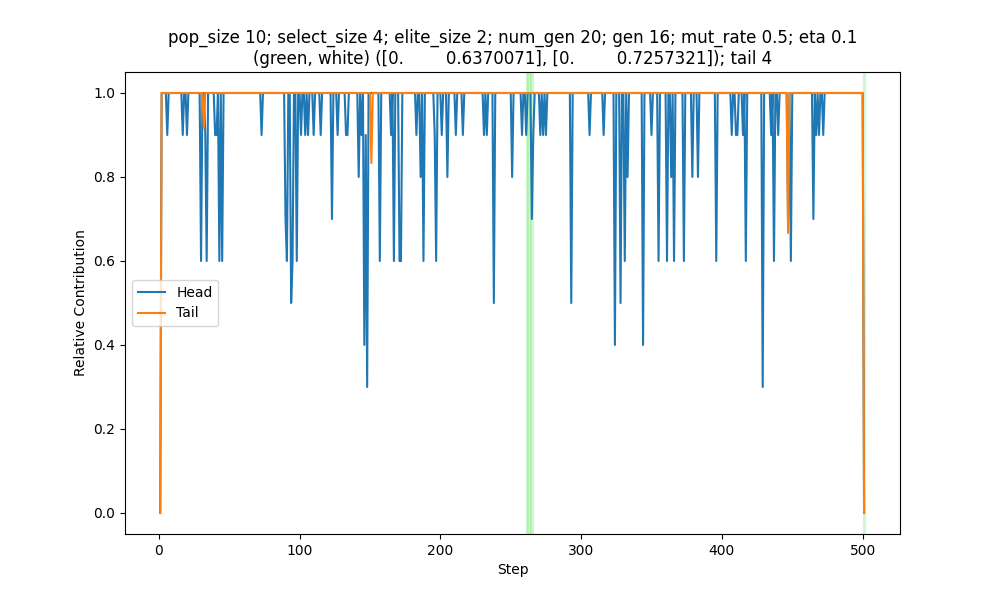 pop_size 10; select_size 4; elite_size 2; num_gen 20; gen 16; mut_rate 0.5; eta 0.1
(green, white) ([0. 0.6370071], [0. 0.7257321]); tail 4
1.0
0.8
0.6
0.4
0.2
0.0
Relative Contribution
Head
Tail
0 100 200 300 400 500
Step